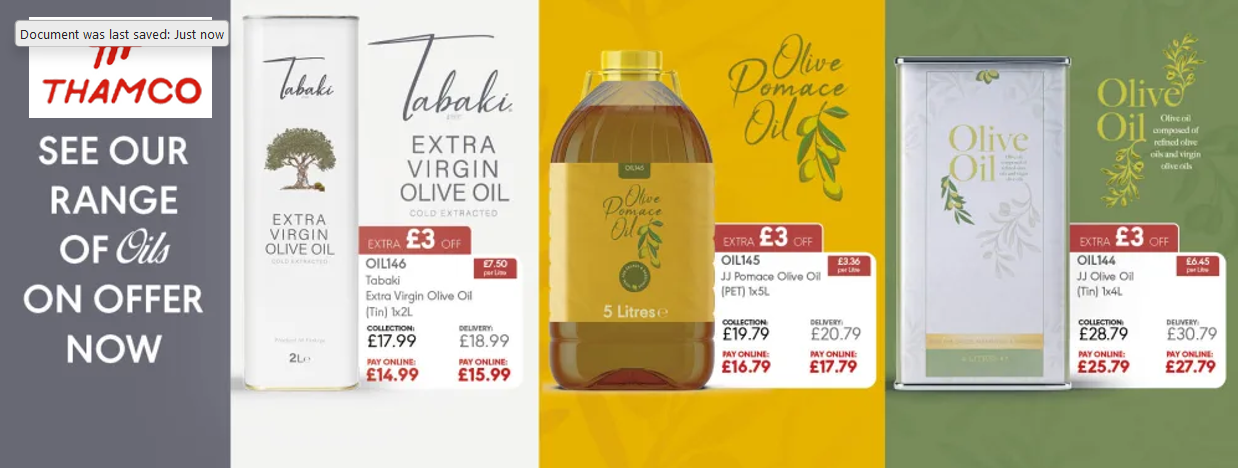 Document was last saved: Just now
THAMCO
SEE OUR
RANGE
OF Oils
ON OFFER
NOW
Tabaki
EXTRA
VIRGIN
OLIVE OIL
COLD EXTRACTED
2L℮
Tabaki
EXTRA
VIRGIN
OLIVE OIL
COLD EXTRACTED
EXTRA £3 OFF
OIL146
£7.50
per Litre
Tabaki
Extra Virgin Olive Oil
(Tin) 1x2L
COLLECTION: DELIVERY:
£17.99 £18.99
PAY ONLINE: PAY ONLINE:
£14.99 £15.99
OIL145
Olive
Pomace
Oil
5 Litres℮
Olive
Pomace
Oil
EXTRA £3 OFF
OIL145
£3.36
per Litre
JJ Pomace Olive Oil
(PET) 1x5L
COLLECTION: DELIVERY:
£19.79 £20.79
PAY ONLINE: PAY ONLINE:
£16.79 £17.79
Olive
Oil
Olive
Oil
Olive oil
composed of
refined olive
oils and virgin
olive oils.
EXTRA £3 OFF
OIL144
£6.45
per Litre
JJ Olive Oil
(Tin) 1x4L
COLLECTION: DELIVERY:
£28.79 £30.79
PAY ONLINE: PAY ONLINE:
£25.79 £27.79